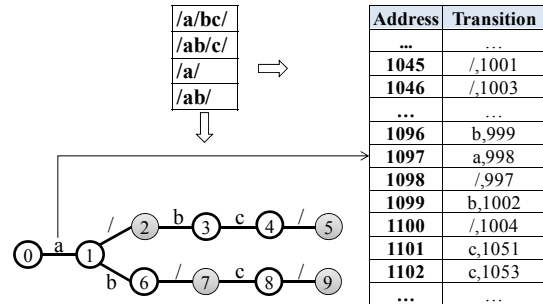 /a/bc/
/ab/c/
/a/
/ab/
Address Transition
... ...
1045 /,1001
1046 /,1003
... ...
1096 b,999
1097 a,998
1098 /,997
1099 b,1002
1100 /,1004
1101 c,1051
1102 c,1053
... ...
/ b c /
0 a 1 2 3 4 5
b / c /
6 7 8 9